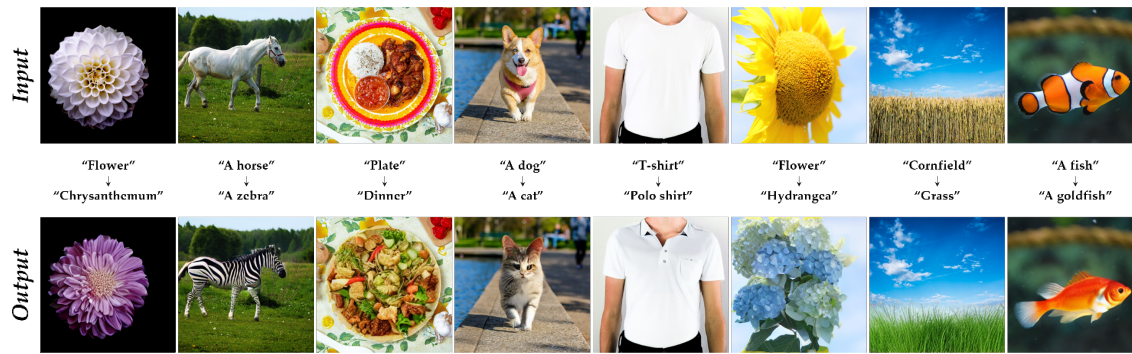 Input
“Flower” “A horse” “Plate” “A dog” “T-shirt” “Flower” “Cornfield” “A fish”
↓ ↓ ↓ ↓ ↓ ↓ ↓ ↓
“Chrysanthemum” “A zebra” “Dinner” “A cat” “Polo shirt” “Hydrangea” “Grass” “A goldfish”
Output